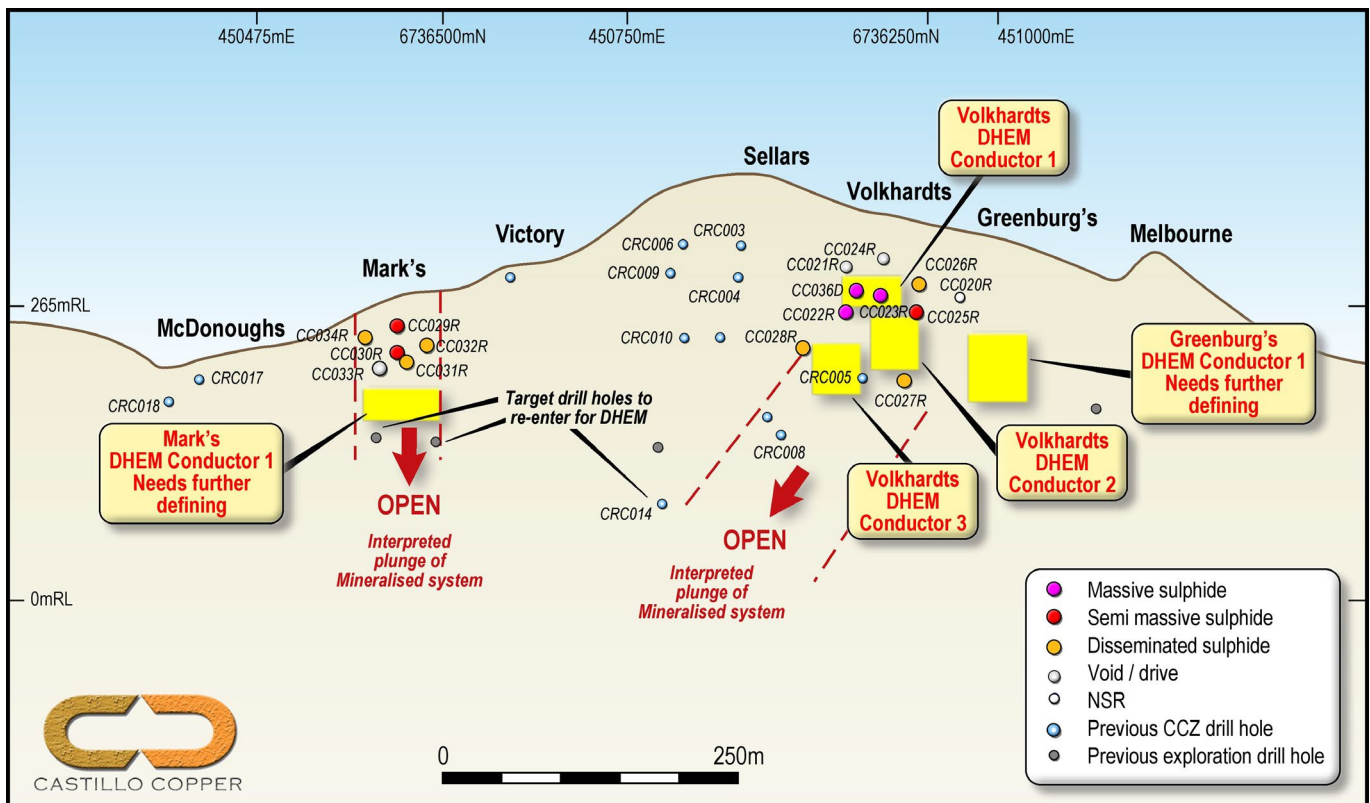 450475mE
6736500mN
450750mE
6736250mN
451000mE
Volkhardts
DHEM
Conductor 1
Sellars
Volkhardts
Greenburg's
Melbourne
Victory
Mark's
McDonoughs
CRC006
CRC003
CRC009
CRC004
CC024R
CC021R
CC026R
CC036D
CC020R
265mRL
CC022R
CC023R
CC025R
CC034R
CC029R
CC030R
CC032R
CC033R
CC031R
CRC010
CC028R
CRC017
CRC018
CRC005
CC027R
Greenburg's
DHEM Conductor 1
Needs further
defining
Target drill holes to
re-enter for DHEM
Mark's
DHEM Conductor 1
Needs further
defining
CRC008
CRC014
Volkhardts
DHEM
Conductor 2
Volkhardts
DHEM
Conductor 3
OPEN
Interpreted
plunge of
Mineralised system
OPEN
Interpreted
plunge of
Mineralised system
0mRL
Massive sulphide
Semi massive sulphide
Disseminated sulphide
Void / drive
NSR
Previous CCZ drill hole
Previous exploration drill hole
CASTILLO COPPER
0
250m